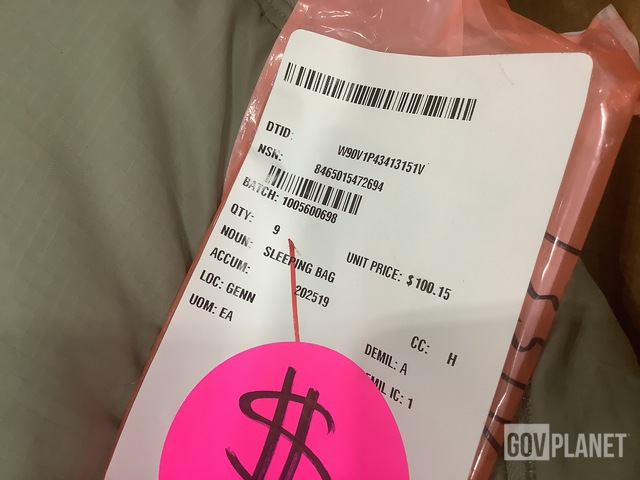 DTID: W90V1P43413151V
NSN: 8465015472694
BATCH: 1005600698
QTY: 9 UNIT PRICE: $100.15
NOUN: SLEEPING BAG
ACCUM: 202519
LOC: GENN CC: H
UOM: EA DEMIL: A
EMIL IC: 1
$
GOVPLANET